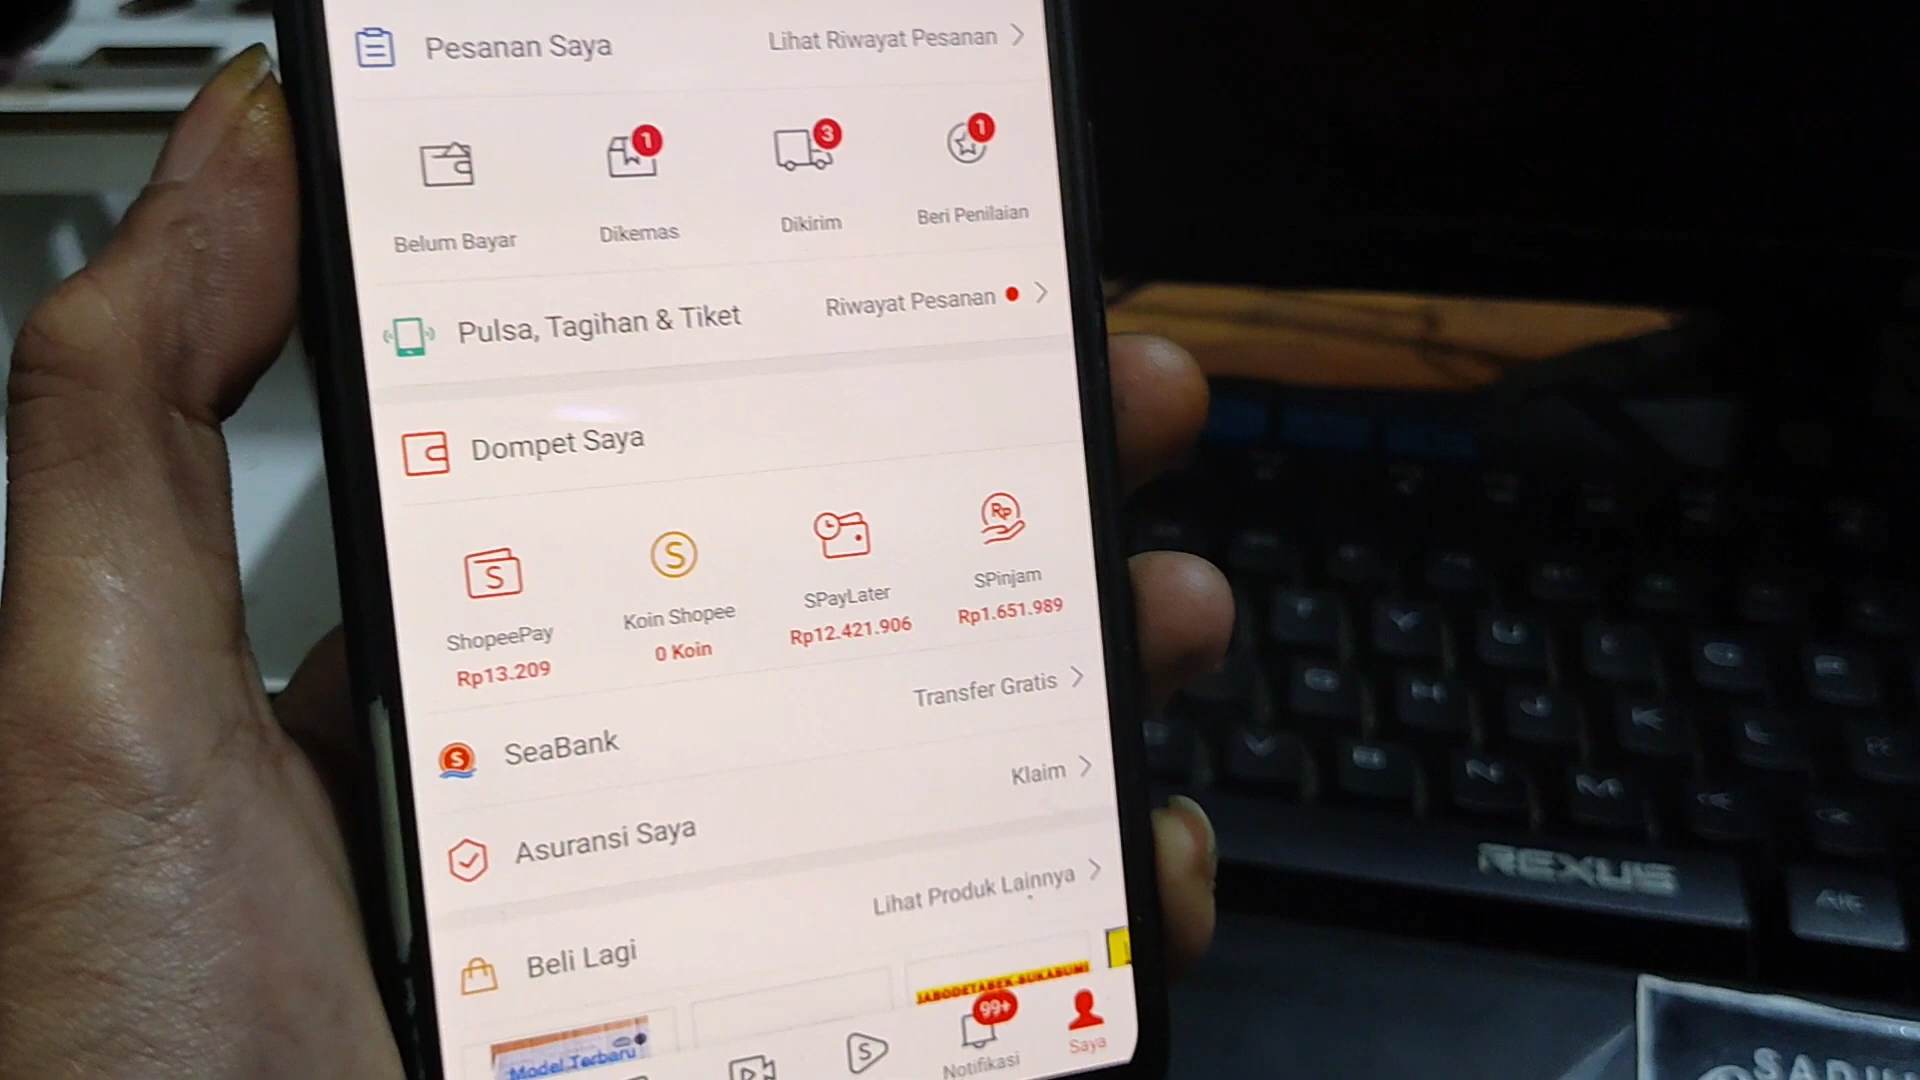 Pesanan Saya
Lihat Riwayat Pesanan
1
3
1
Belum Bayar
Dikemas
Dikirim
Beri Penilaian
Pulsa, Tagihan & Tiket
Riwayat Pesanan
Dompet Saya
Rp
S
S
ShopeePay
Koin Shopee
SPayLater
SPinjam
Rp13.209
0 Koin
Rp12.421.906
Rp1.651.989
S
SeaBank
Transfer Gratis
Asuransi Saya
Klaim
Beli Lagi
Lihat Produk Lainnya
JABODETABEK-SUKABUMI
Model Terbaru
S
99+
Notifikasi
Saya
REXUS
Alt